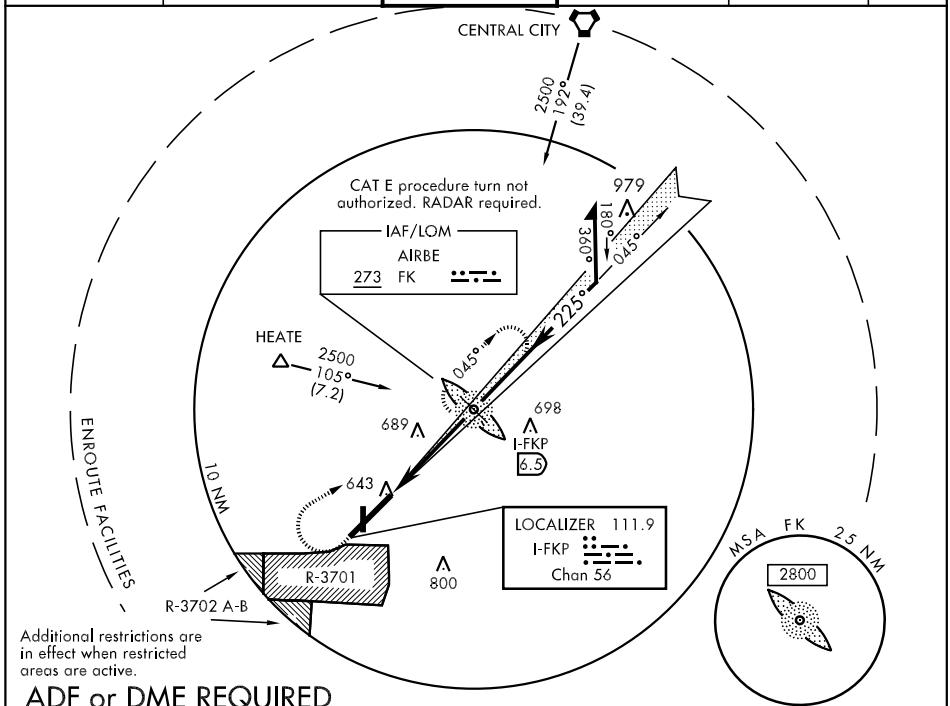 CENTRAL CITY
2500
192°
(39.4)
CAT E procedure turn not
authorized. RADAR required.
979
180°
360°
045°
IAF/LOM
AIRBE
273 FK
225°
HEATE
2500
105°
(7.2)
045°
689
698
I-FKP
6.5
643
10 NM
ENROUTE FACILITIES
LOCALIZER 111.9
I-FKP
Chan 56
R-3701
800
R-3702 A-B
MSA FK 25 NM
2800
Additional restrictions are
in effect when restricted
areas are active.
ADF or DME REQUIRED